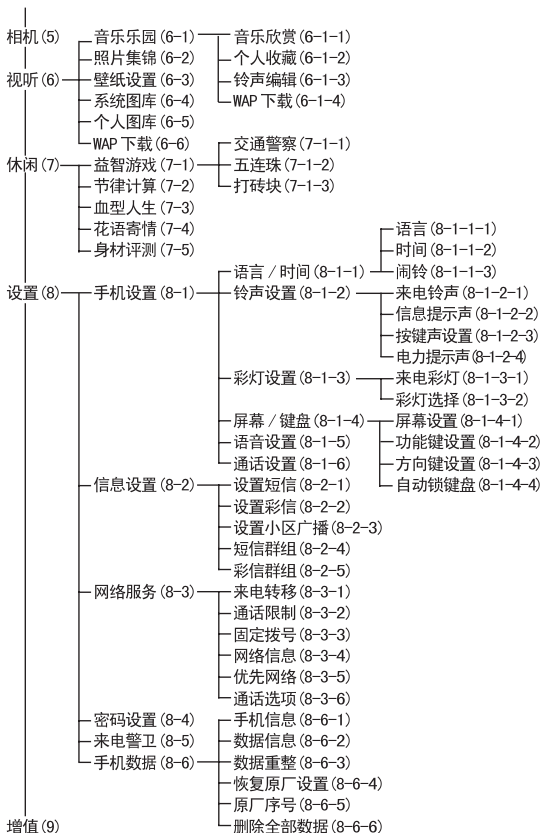 相机(5) 音乐乐园(6-1) 音乐欣赏(6-1-1)
照片集锦(6-2) 个人收藏(6-1-2)
视听(6) 壁纸设置(6-3) 铃声编辑(6-1-3)
系统图库(6-4) WAP下载(6-1-4)
个人图库(6-5)
WAP下载(6-6) 交通警察(7-1-1)
休闲(7) 益智游戏(7-1) 五连珠(7-1-2)
节律计算(7-2) 打砖块(7-1-3)
血型人生(7-3)
花语寄情(7-4) 语言(8-1-1-1)
身材评测(7-5) 时间(8-1-1-2)
语言/时间(8-1-1) 闹铃(8-1-1-3)
设置(8) 手机设置(8-1) 铃声设置(8-1-2) 来电铃声(8-1-2-1)
信息提示声(8-1-2-2)
按键声设置(8-1-2-3)
电力提示声(8-1-2-4)
彩灯设置(8-1-3) 来电彩灯(8-1-3-1)
彩灯选择(8-1-3-2)
屏幕/键盘(8-1-4) 屏幕设置(8-1-4-1)
语音设置(8-1-5) 功能键设置(8-1-4-2)
通话设置(8-1-6) 方向键设置(8-1-4-3)
信息设置(8-2) 设置短信(8-2-1) 自动锁键盘(8-1-4-4)
设置彩信(8-2-2)
设置小区广播(8-2-3)
短信群组(8-2-4)
彩信群组(8-2-5)
网络服务(8-3) 来电转移(8-3-1)
通话限制(8-3-2)
固定拨号(8-3-3)
网络信息(8-3-4)
优先网络(8-3-5)
通话选项(8-3-6)
密码设置(8-4) 手机信息(8-6-1)
来电警卫(8-5) 数据信息(8-6-2)
手机数据(8-6) 数据重整(8-6-3)
恢复原厂设置(8-6-4)
原厂序号(8-6-5)
增值(9) 删除全部数据(8-6-6)